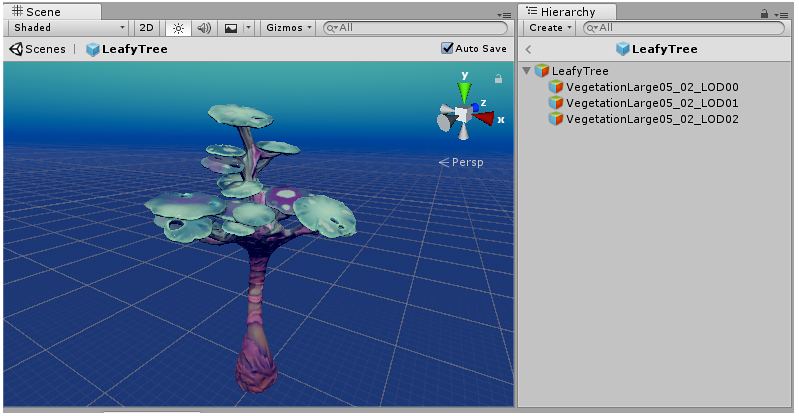 Scene
Shaded 2D Gizmos All
Scenes | LeafyTree Auto Save
y
z
x
Persp
Hierarchy
Create All
LeafyTree
LeafyTree
VegetationLarge05_02_LOD00
VegetationLarge05_02_LOD01
VegetationLarge05_02_LOD02